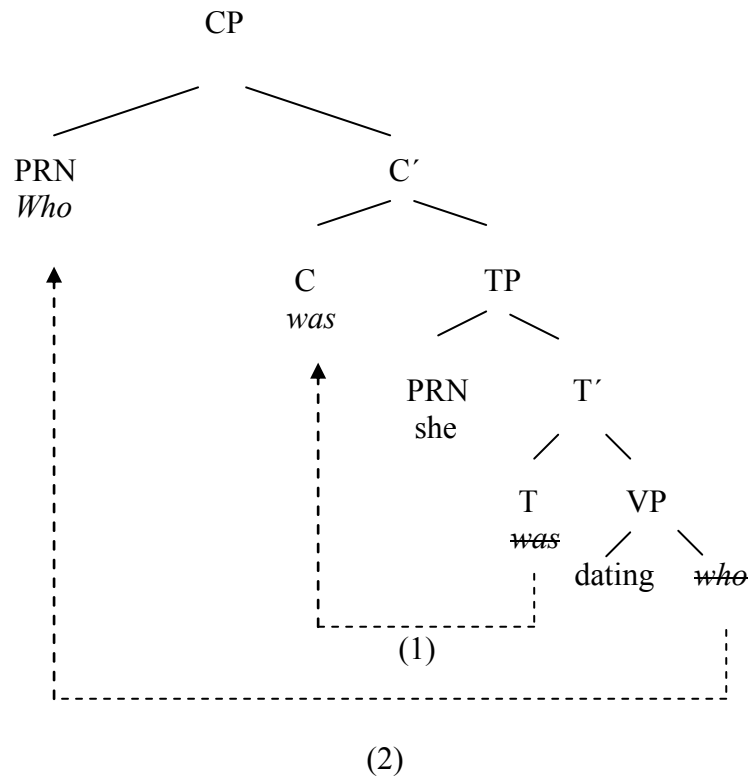 CP
PRN C´
Who
C TP
was
PRN T´
she
T VP
was
dating who
(1)
(2)